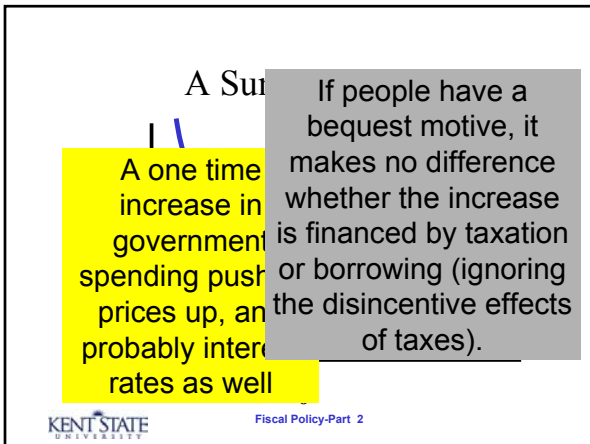 A Sur
If people have a
bequest motive, it
makes no difference
whether the increase
is financed by taxation
or borrowing (ignoring
the disincentive effects
of taxes).
A one time
increase in
government
spending push
prices up, an
probably intere
rates as well
KENT STATE
UNIVERSITY
Fiscal Policy-Part 2